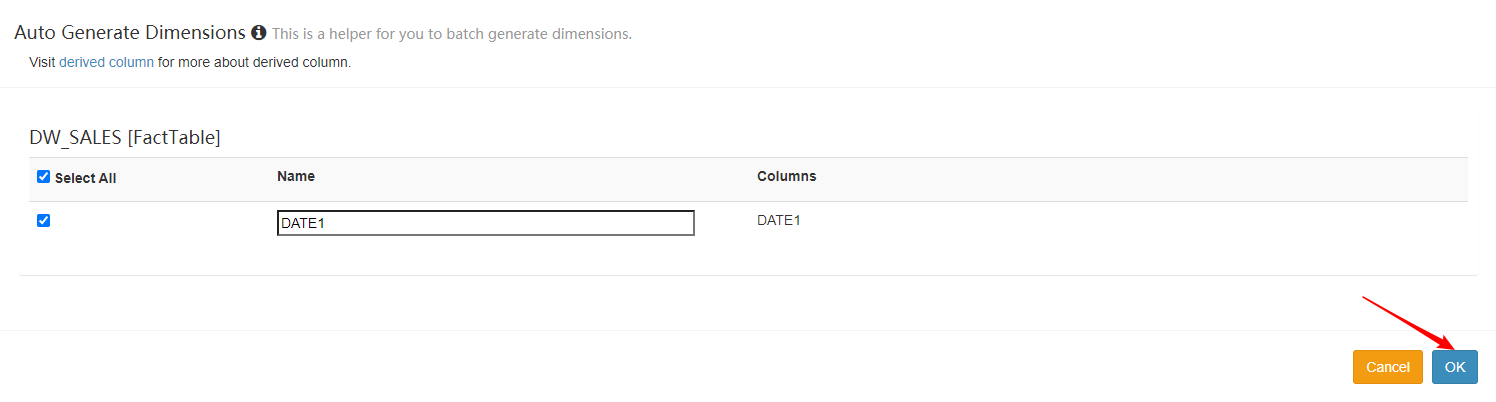 Auto Generate Dimensions This is a helper for you to batch generate dimensions.
Visit derived column for more about derived column.
DW_SALES [FactTable]
Select All Name Columns
DATE1 DATE1
Cancel OK